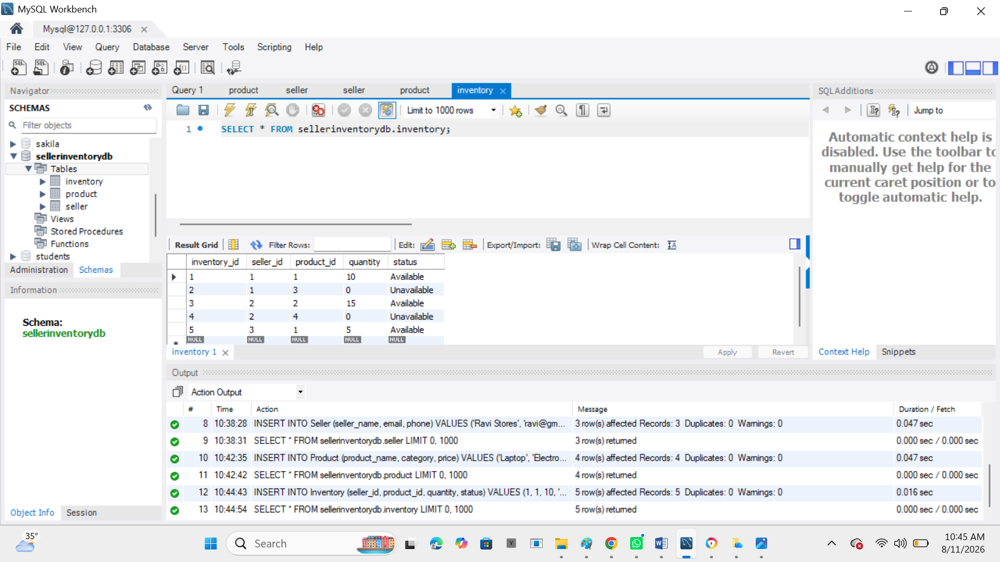 MySQL Workbench
Mysql@127.0.0.1:3306
File Edit View Query Database Server Tools Scripting Help
Navigator
SCHEMAS
Filter objects
sakila
sellerinventorydb
Tables
inventory
product
seller
Views
Stored Procedures
Functions
students
Administration Schemas
Information
Schema:
sellerinventorydb
Object Info Session
Query 1 product seller seller product inventory
Limit to 1000 rows
1 SELECT * FROM sellerinventorydb.inventory;
Result Grid Filter Rows: Edit: Export/Import: Wrap Cell Content:
inventory_id seller_id product_id quantity status
1 1 1 10 Available
2 1 3 0 Unavailable
3 2 2 15 Available
4 2 4 0 Unavailable
5 3 1 5 Available
NULL NULL NULL NULL NULL
inventory 1 Apply Revert
SQLAdditions
Jump to
Automatic context help is
disabled. Use the toolbar to
manually get help for the
current caret position or to
toggle automatic help.
Context Help Snippets
Output
Action Output
# Time Action Message Duration / Fetch
8 10:38:28 INSERT INTO Seller (seller_name, email, phone) VALUES ('Ravi Stores', 'ravi@gm... 3 row(s) affected Records: 3 Duplicates: 0 Warnings: 0 0.047 sec
9 10:38:31 SELECT * FROM sellerinventorydb.seller LIMIT 0, 1000 3 row(s) returned 0.000 sec / 0.000 sec
10 10:42:35 INSERT INTO Product (product_name, category, price) VALUES ('Laptop', 'Electro... 4 row(s) affected Records: 4 Duplicates: 0 Warnings: 0 0.047 sec
11 10:42:42 SELECT * FROM sellerinventorydb.product LIMIT 0, 1000 4 row(s) returned 0.000 sec / 0.000 sec
12 10:44:43 INSERT INTO Inventory (seller_id, product_id, quantity, status) VALUES (1, 1, 10, '... 5 row(s) affected Records: 5 Duplicates: 0 Warnings: 0 0.016 sec
13 10:44:54 SELECT * FROM sellerinventorydb.inventory LIMIT 0, 1000 5 row(s) returned 0.000 sec / 0.000 sec
35°
Search
10:45 AM
8/11/2026